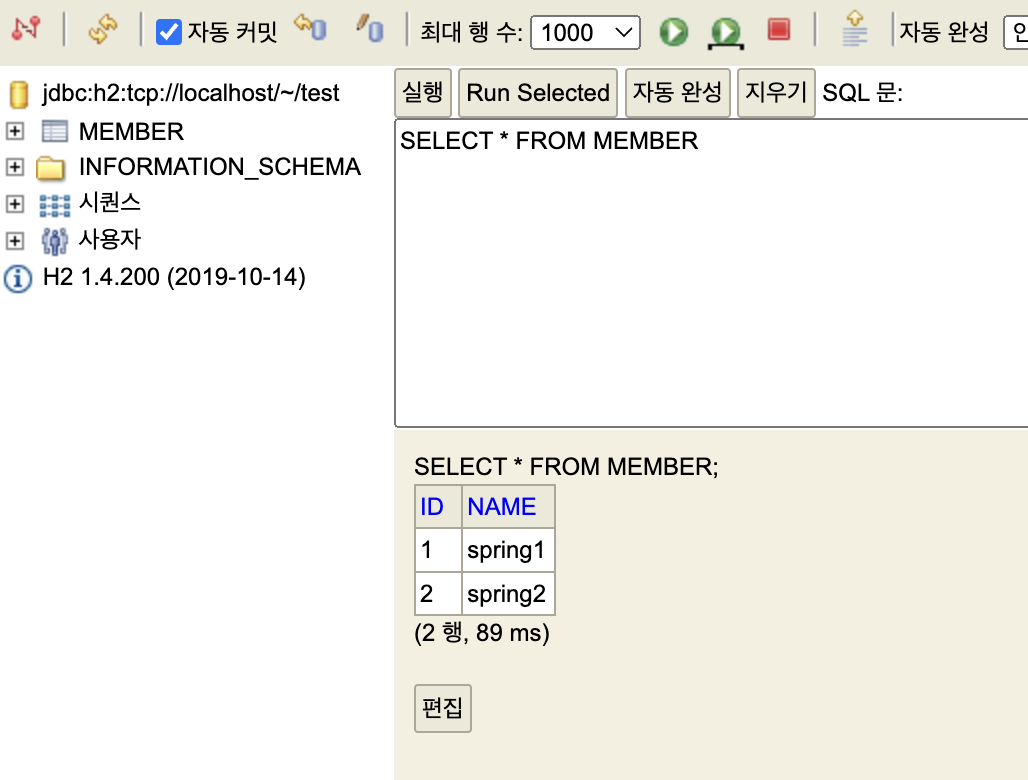 자동 커밋 최대 행 수: 1000 자동 완성
jdbc:h2:tcp://localhost/~/test
MEMBER
INFORMATION_SCHEMA
시퀀스
사용자
H2 1.4.200 (2019-10-14)
실행 Run Selected 자동 완성 지우기 SQL 문:
SELECT * FROM MEMBER
SELECT * FROM MEMBER;
ID NAME
1 spring1
2 spring2
(2 행, 89 ms)
편집